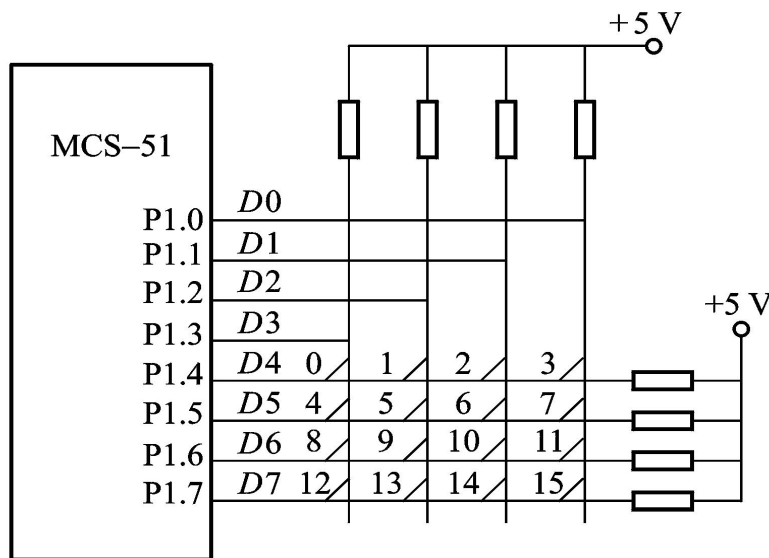 +5 V
MCS-51
P1.0 D0
P1.1 D1
P1.2 D2
P1.3 D3
+5 V
P1.4 D4 0 1 2 3
P1.5 D5 4 5 6 7
P1.6 D6 8 9 10 11
P1.7 D7 12 13 14 15